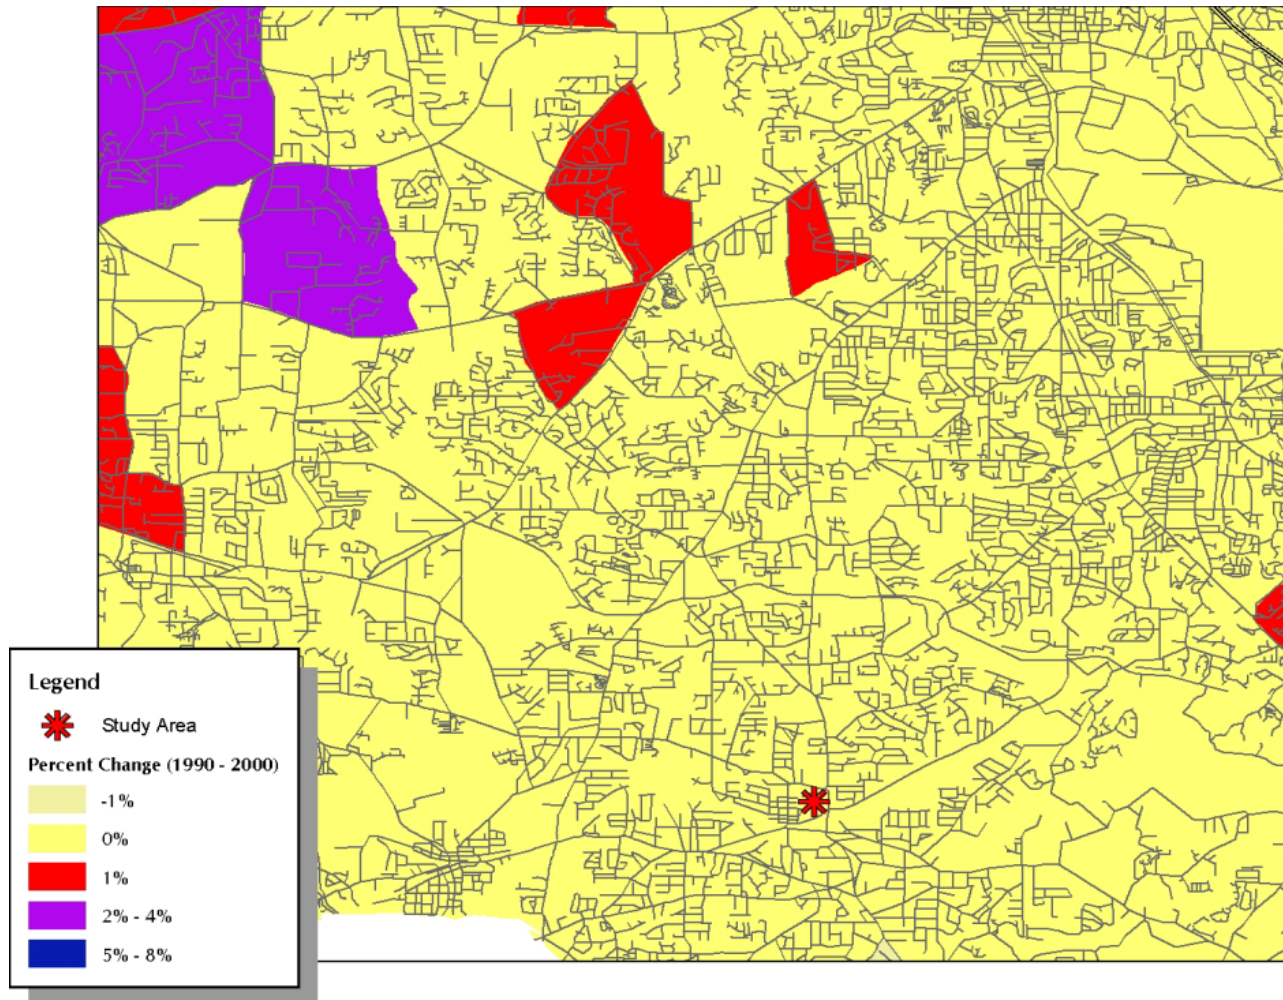 Legend
Study Area
Percent Change (1990 - 2000)
-1%
0%
1%
2% - 4%
5% - 8%